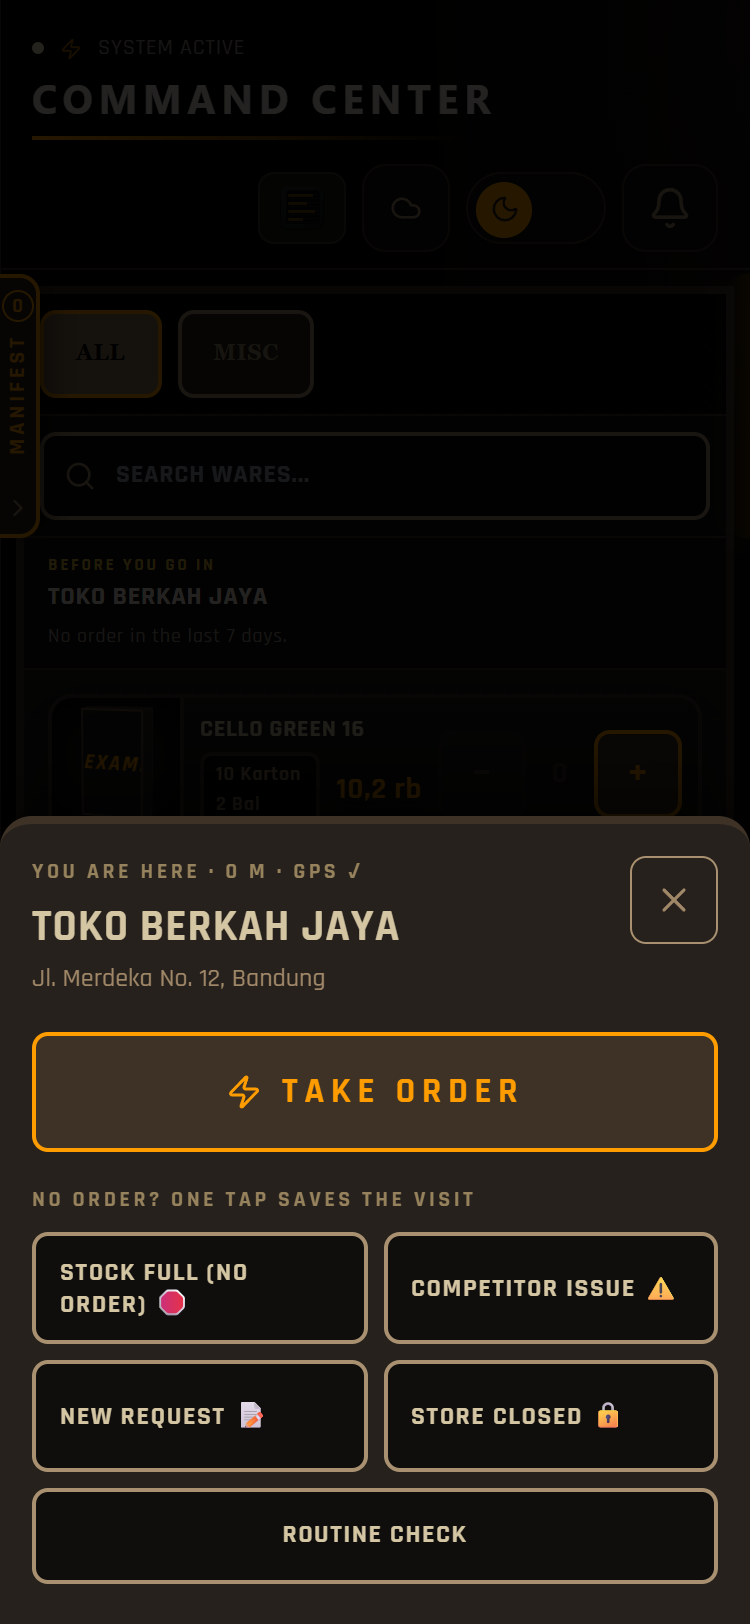 SYSTEM ACTIVE
COMMAND CENTER
0
MANIFEST
ALL
MISC
SEARCH WARES...
BEFORE YOU GO IN
TOKO BERKAH JAYA
No order in the last 7 days.
CELLO GREEN 16
EXAM
10 Karton
2 Bal
10,2 rb
−
0
+
YOU ARE HERE · 0 M · GPS ✓
TOKO BERKAH JAYA
Jl. Merdeka No. 12, Bandung
TAKE ORDER
NO ORDER? ONE TAP SAVES THE VISIT
STOCK FULL (NO
ORDER) 🛑
COMPETITOR ISSUE ⚠️
NEW REQUEST 📝
STORE CLOSED 🔒
ROUTINE CHECK